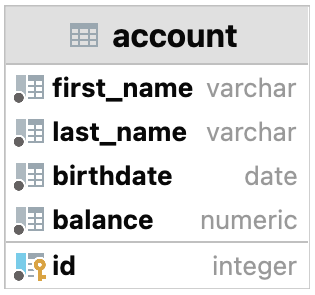 account
first_name varchar
last_name varchar
birthdate date
balance numeric
id integer